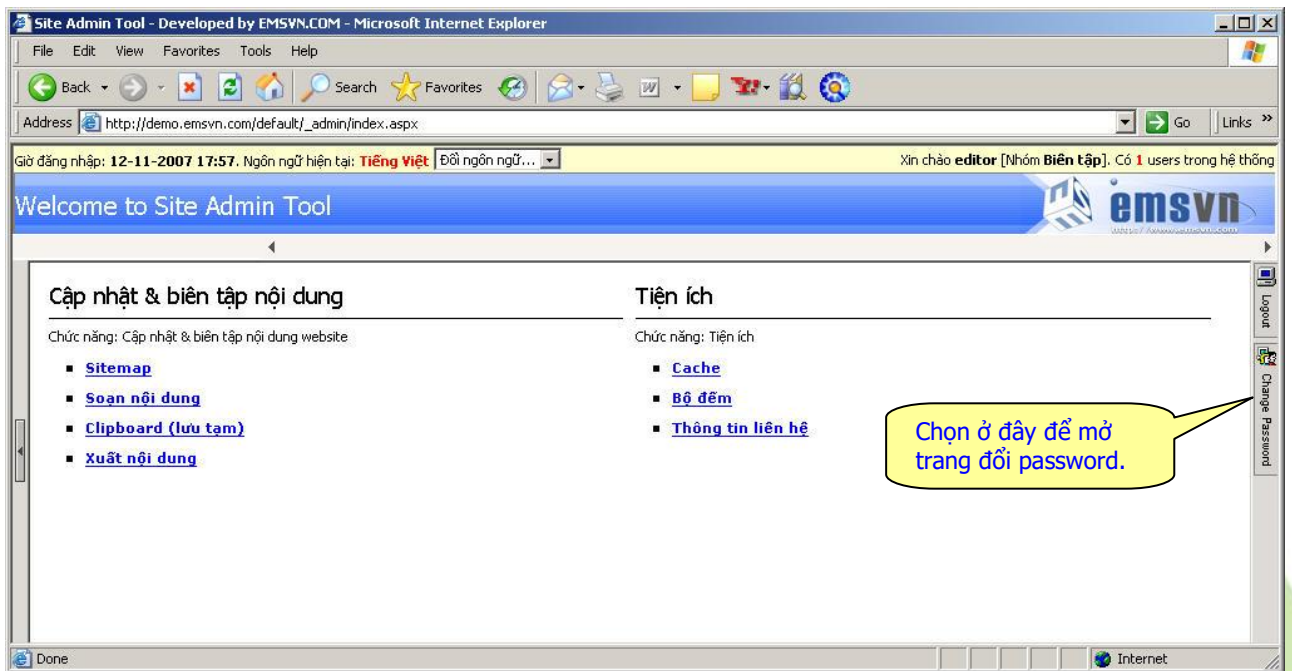 Site Admin Tool - Developed by EMSVN.COM - Microsoft Internet Explorer
File Edit View Favorites Tools Help
Back Search Favorites
Address http://demo.emsvn.com/default/_admin/index.aspx Go Links »
Giờ đăng nhập: 12-11-2007 17:57. Ngôn ngữ hiện tại: Tiếng Việt Đổi ngôn ngữ... Xin chào editor [Nhóm Biên tập]. Có 1 users trong hệ thống
Welcome to Site Admin Tool
emsvn
Cập nhật & biên tập nội dung
Chức năng: Cập nhật & biên tập nội dung website
Sitemap
Soạn nội dung
Clipboard (lưu tạm)
Xuất nội dung
Tiện ích
Chức năng: Tiện ích
Cache
Bộ đếm
Thông tin liên hệ
Chọn ở đây để mở
trang đổi password.
Logout
Change Password
Done Internet